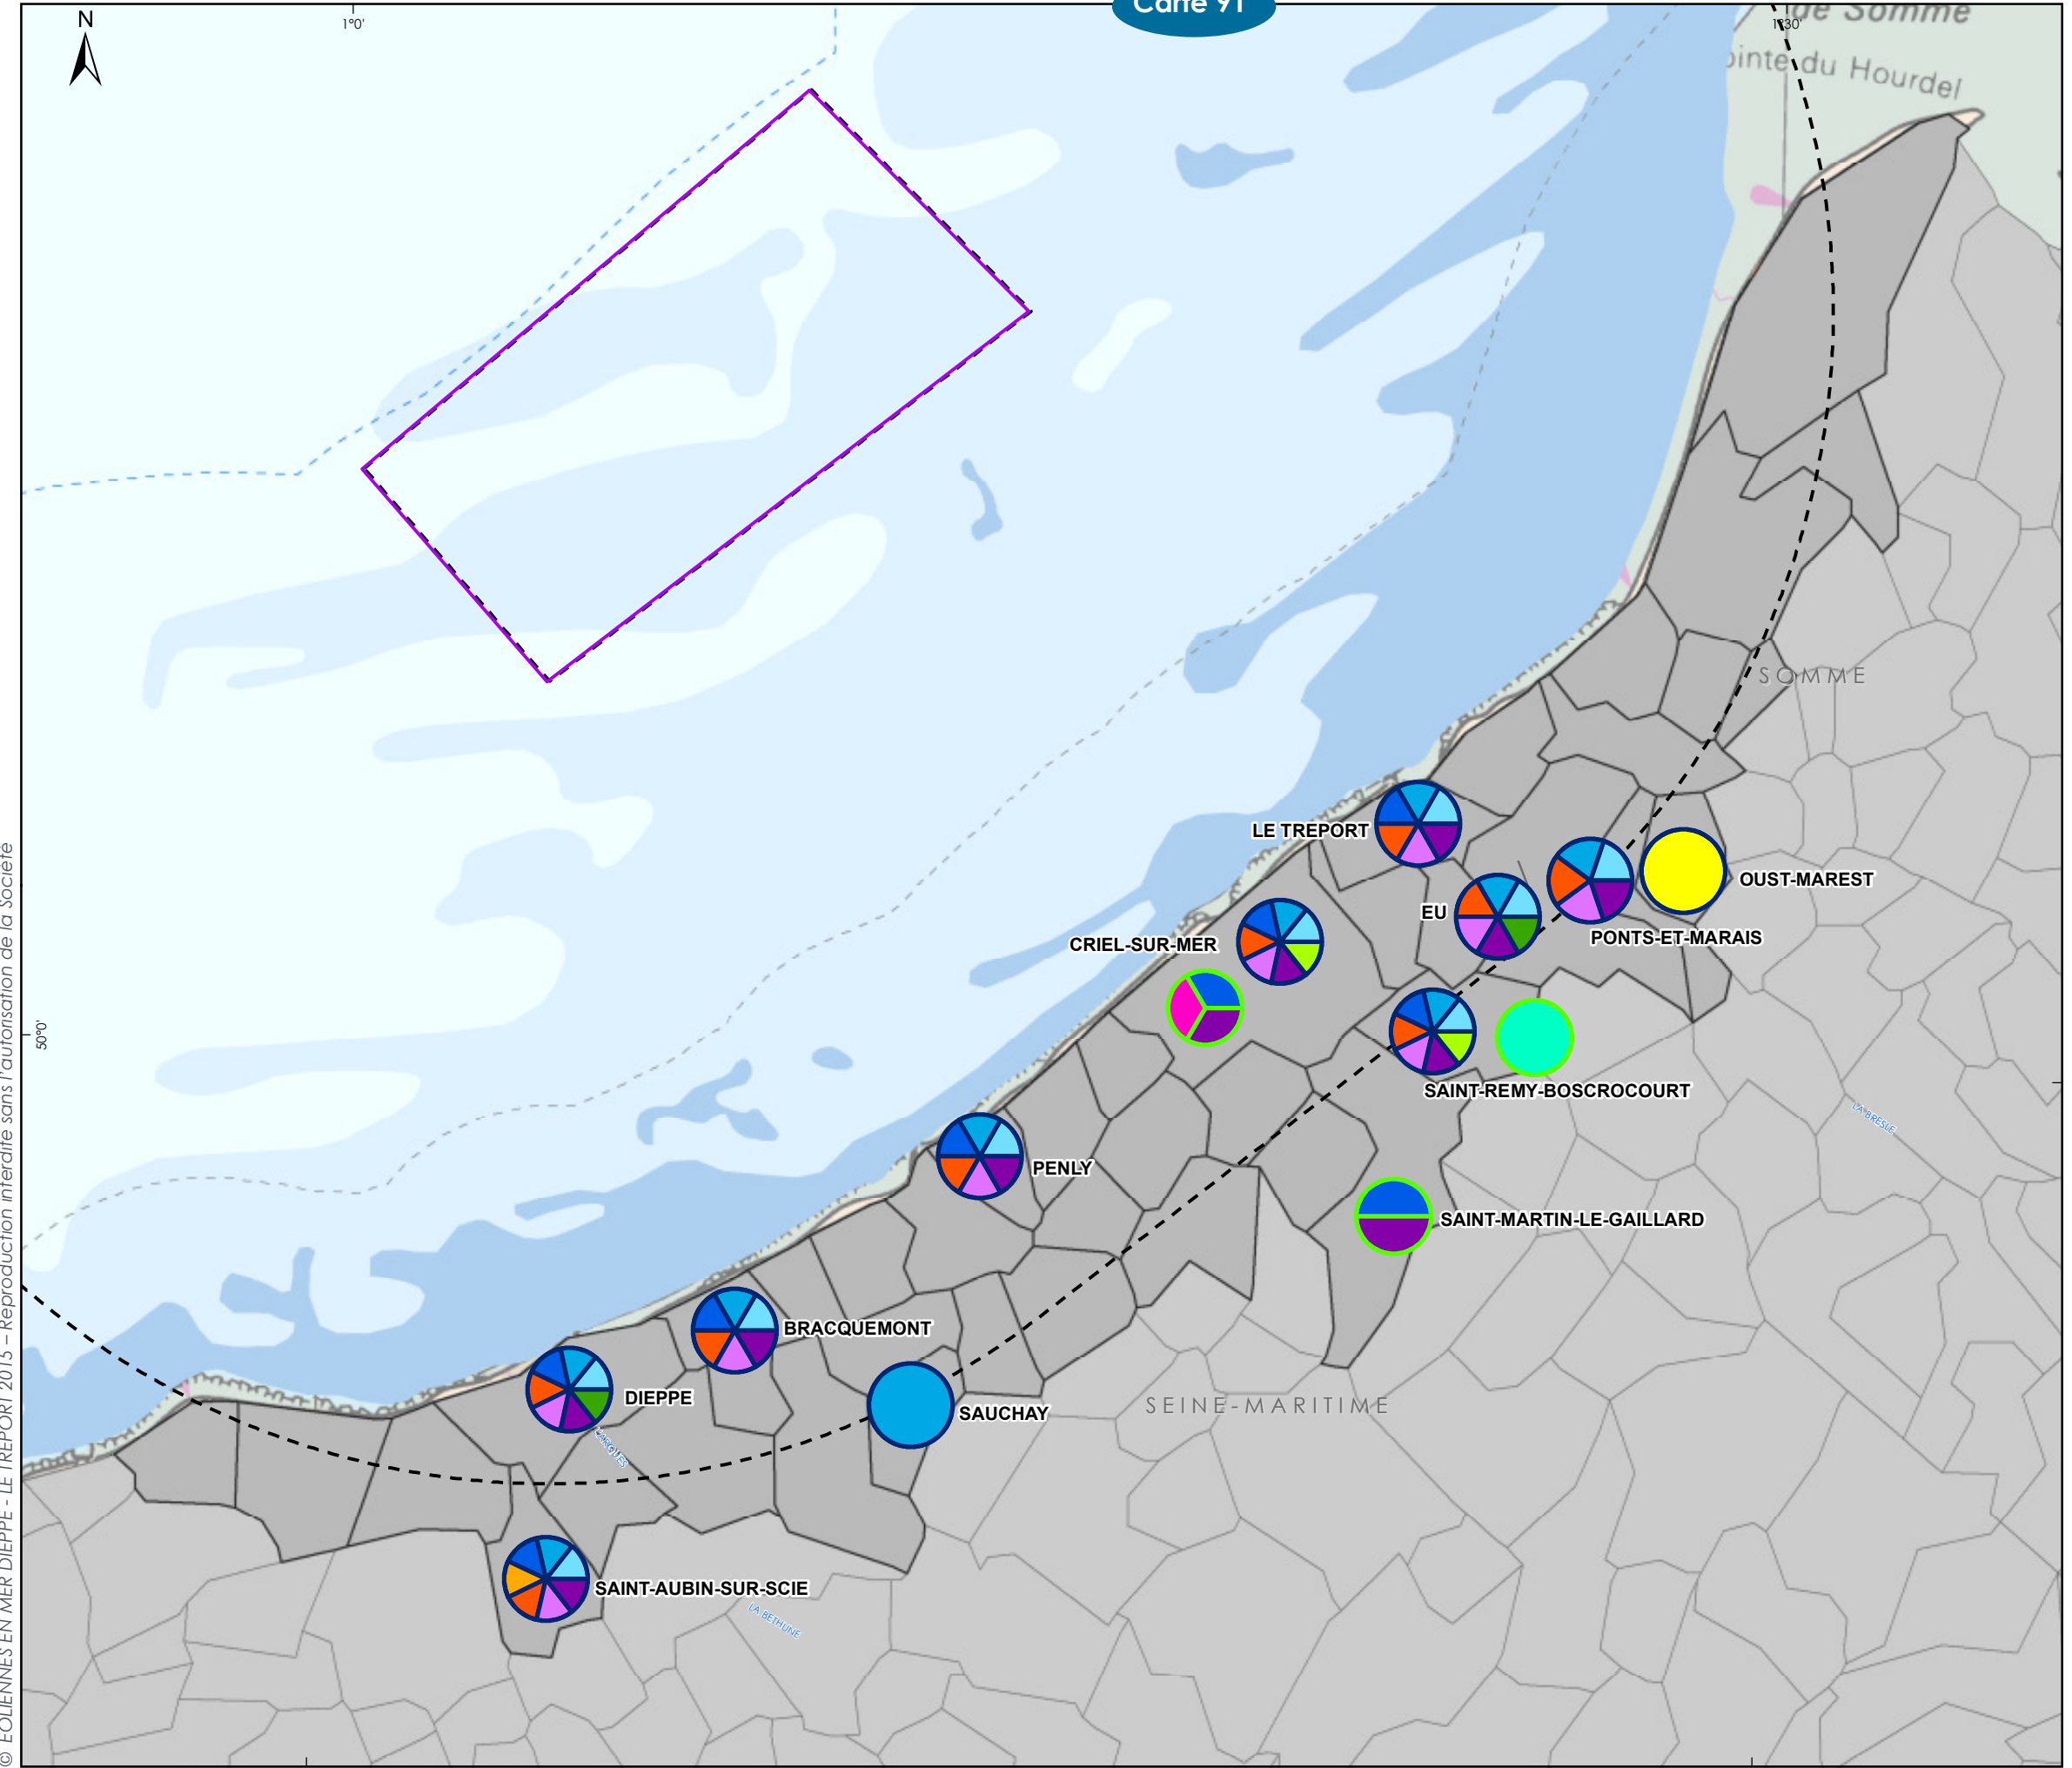 Carte 91
N
1°0'
1°30'
de Somme
pinte du Hourdel
SOMME
LE TREPORT
OUST-MAREST
EU
PONTS-ET-MARAIS
CRIEL-SUR-MER
50°0'
SAINT-REMY-BOSCROCOURT
LA BRESLE
PENLY
SAINT-MARTIN-LE-GAILLARD
BRACQUEMONT
DIEPPE
SEINE-MARITIME
SAUCHAY
L'ARQUES
SAINT-AUBIN-SUR-SCIE
LA BETHUNE
© EOLIENNES EN MER DIEPPE - LE TREPORT 2015 – Reproduction interdite sans l'autorisation de la Société